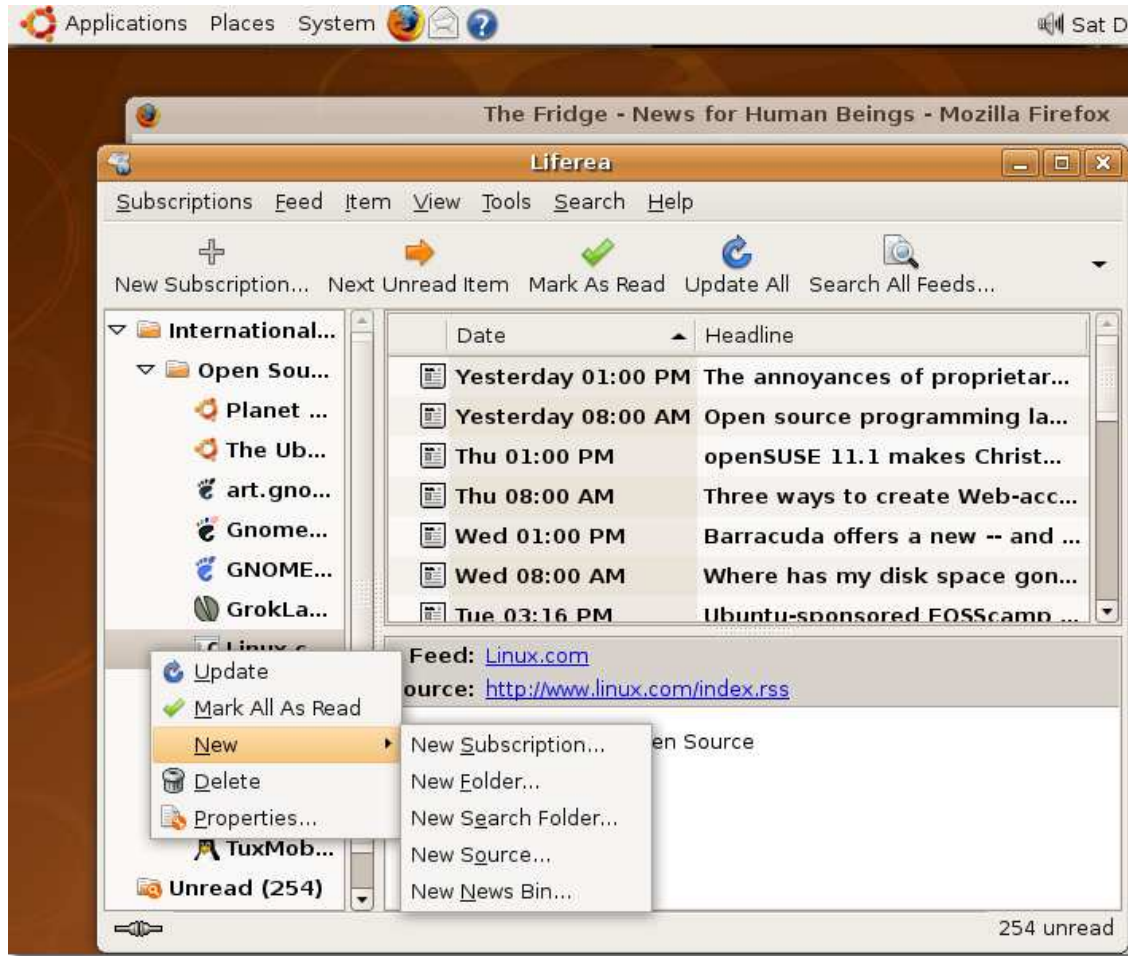 Applications Places System Sat D
The Fridge - News for Human Beings - Mozilla Firefox
Liferea
Subscriptions Feed Item View Tools Search Help
New Subscription... Next Unread Item Mark As Read Update All Search All Feeds...
International...
Open Sou...
Planet ...
The Ub...
art.gno...
Gnome...
GNOME...
GrokLa...
Linux.c
TuxMob...
Unread (254)
Date Headline
Yesterday 01:00 PM The annoyances of proprietar...
Yesterday 08:00 AM Open source programming la...
Thu 01:00 PM openSUSE 11.1 makes Christ...
Thu 08:00 AM Three ways to create Web-acc...
Wed 01:00 PM Barracuda offers a new -- and ...
Wed 08:00 AM Where has my disk space gon...
Tue 03:16 PM Ubuntu-sponsored FOSScamp ...
Feed: Linux.com
ource: http://www.linux.com/index.rss
en Source
Update
Mark All As Read
New
Delete
Properties...
New Subscription...
New Folder...
New Search Folder...
New Source...
New News Bin...
254 unread